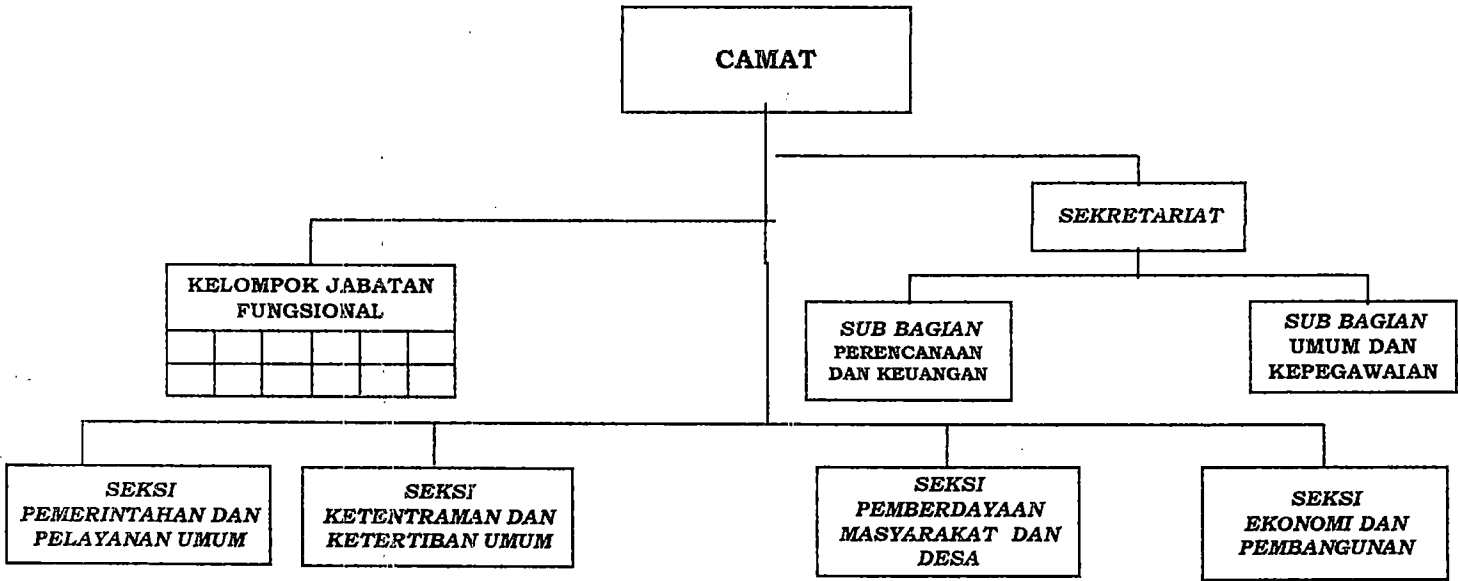 CAMAT
SEKRETARIAT
KELOMPOK JABATAN
FUNGSIONAL
SUB BAGIAN
PERENCANAAN
DAN KEUANGAN
SUB BAGIAN
UMUM DAN
KEPEGAWAIAN
SEKSI
PEMERINTAHAN DAN
PELAYANAN UMUM
SEKSI
KETENTRAMAN DAN
KETERTIBAN UMUM
SEKSI
PEMBERDAYAAN
MASYARAKAT DAN
DESA
SEKSI
EKONOMI DAN
PEMBANGUNAN